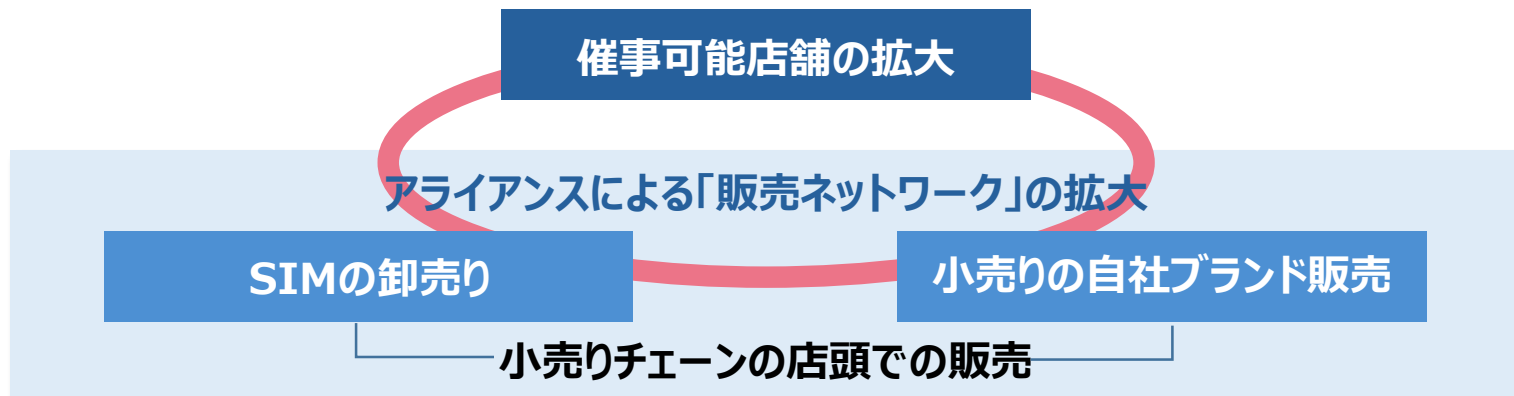 催事可能店舗の拡大
アライアンスによる「販売ネットワーク」の拡大
SIMの卸売り
小売りの自社ブランド販売
小売りチェーンの店頭での販売